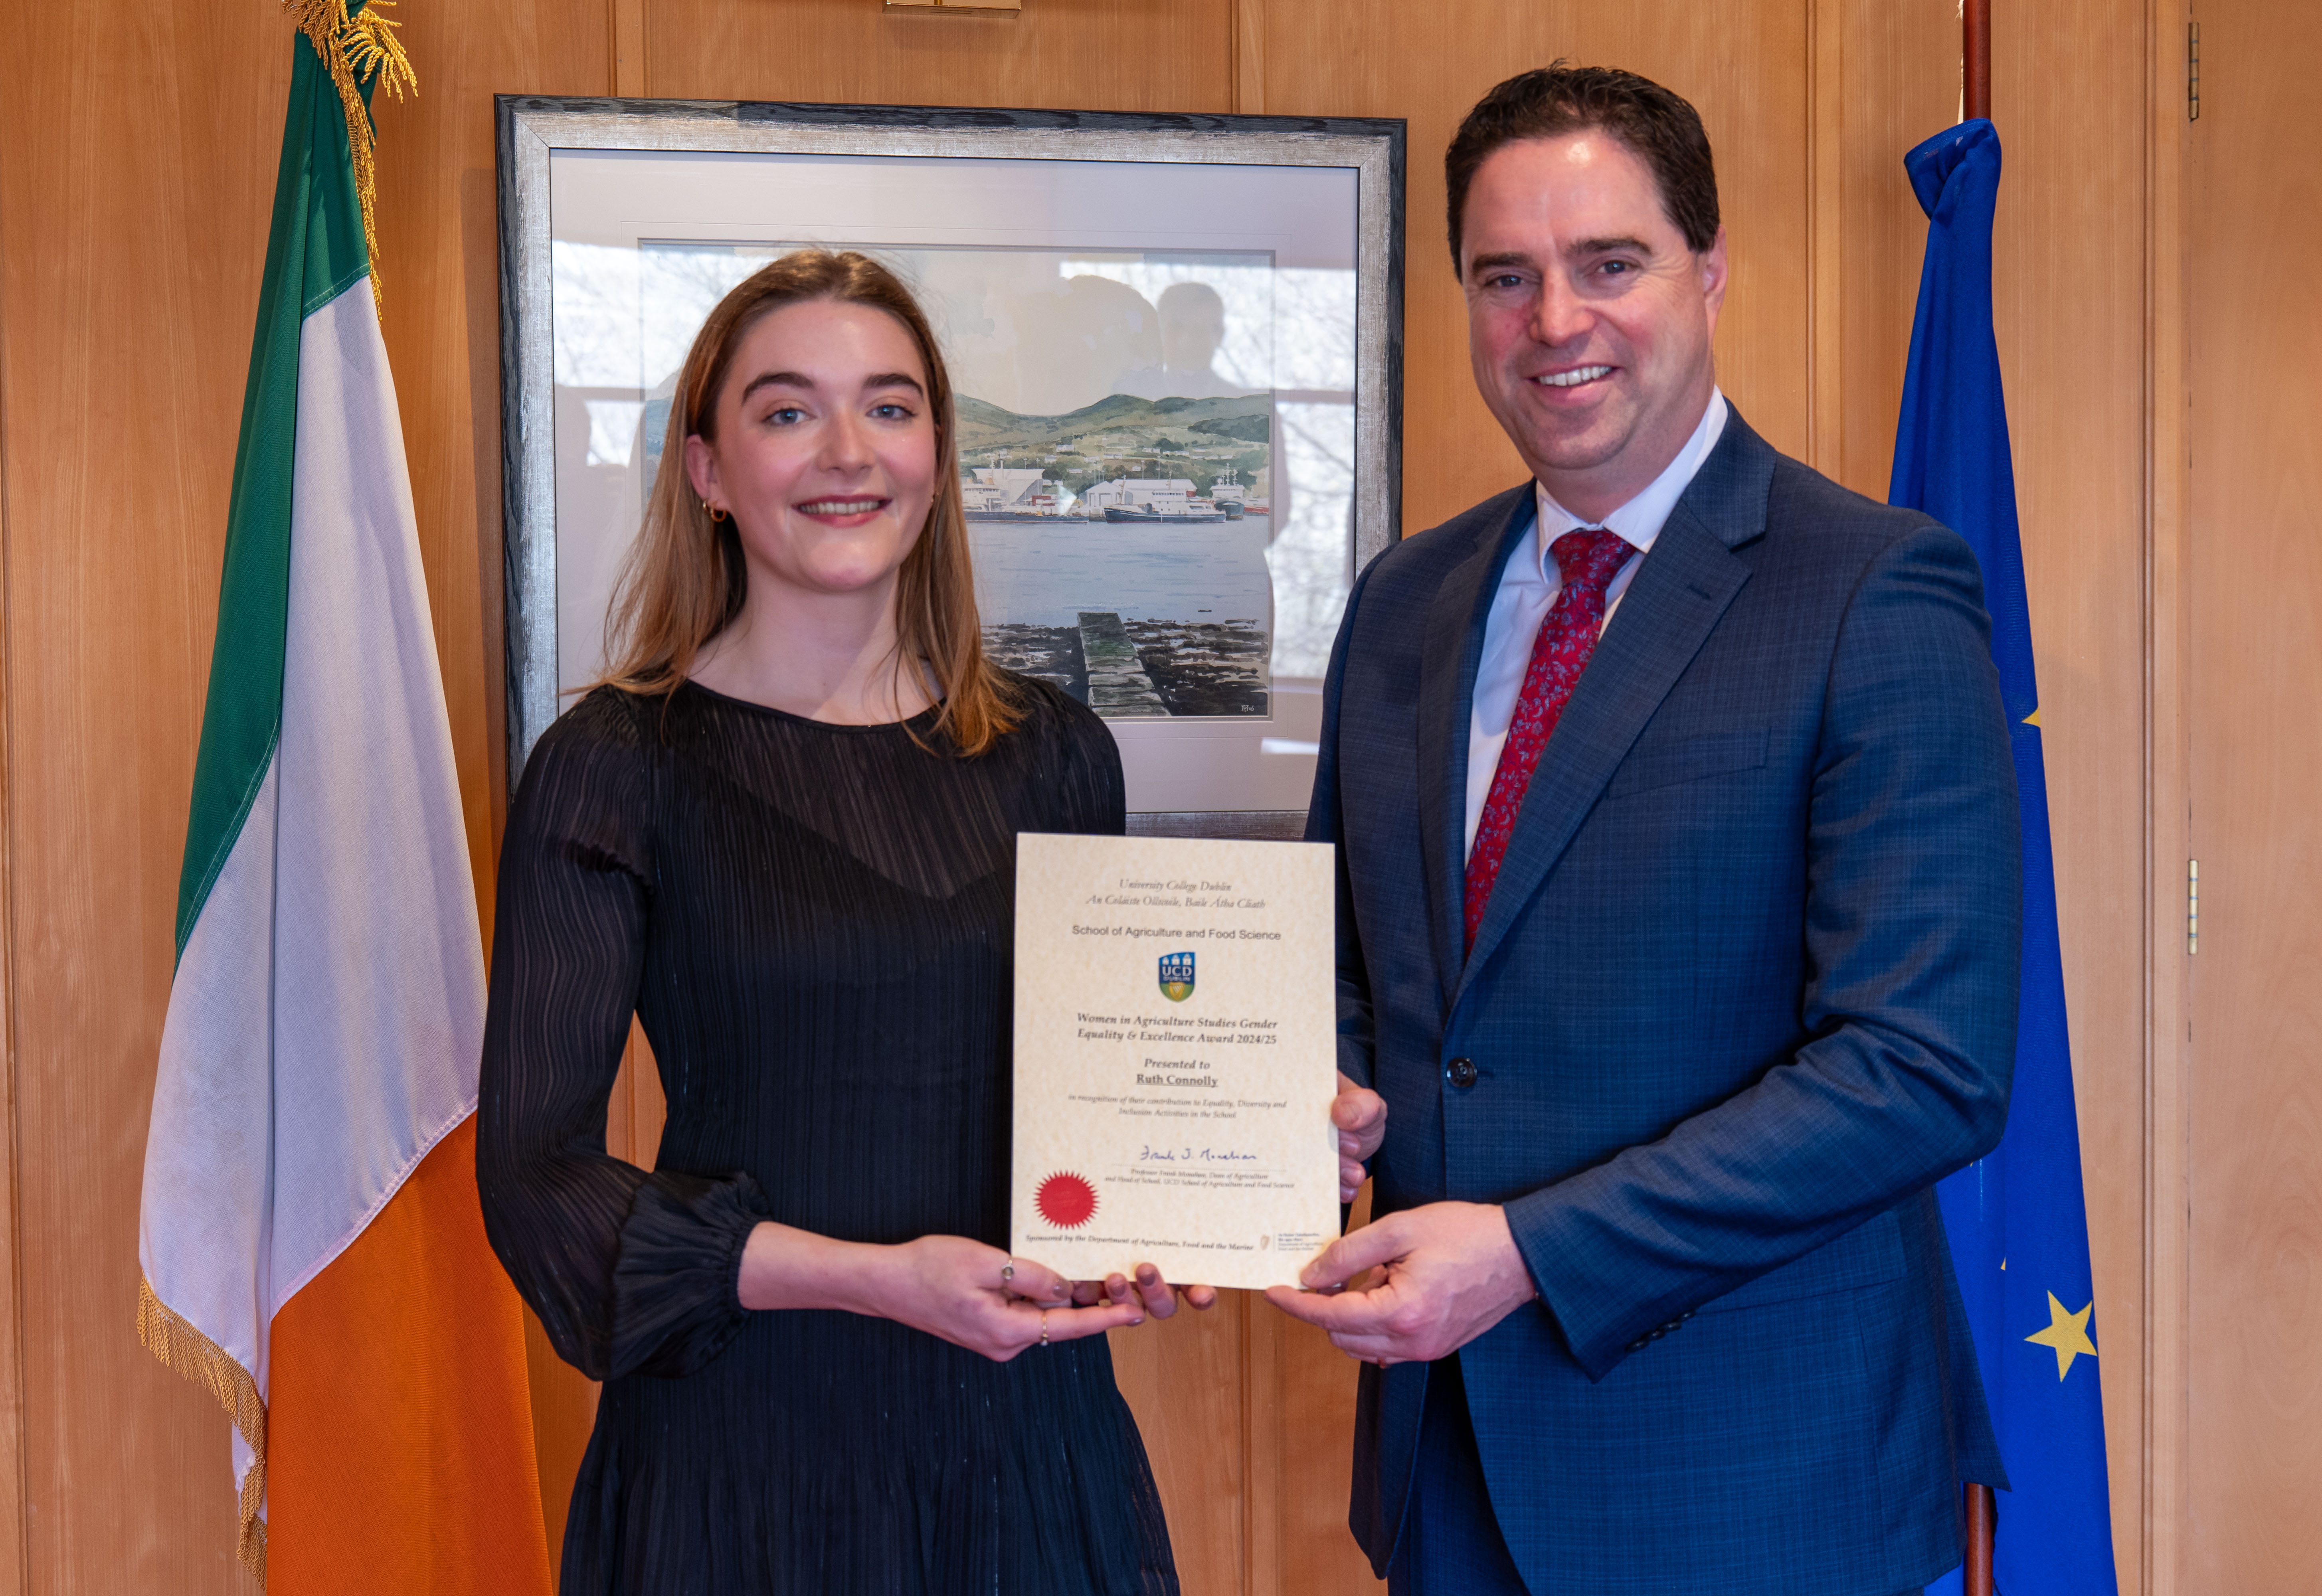 University College Dublin
An Coláiste Ollscoile, Baile Átha Cliath
School of Agriculture and Food Science
UCD
DUBLIN
Women in Agriculture Studies Gender
Equality & Excellence Award 2024/25
Presented to
Ruth Connolly
in recognition of their contribution to Equality, Diversity and
Inclusion Activities in the School
Frank J. Monahan
Professor Frank Monahan, Dean of Agriculture
and Head of School, UCD School of Agriculture and Food Science
Sponsored by the Department of Agriculture, Food and the Marine